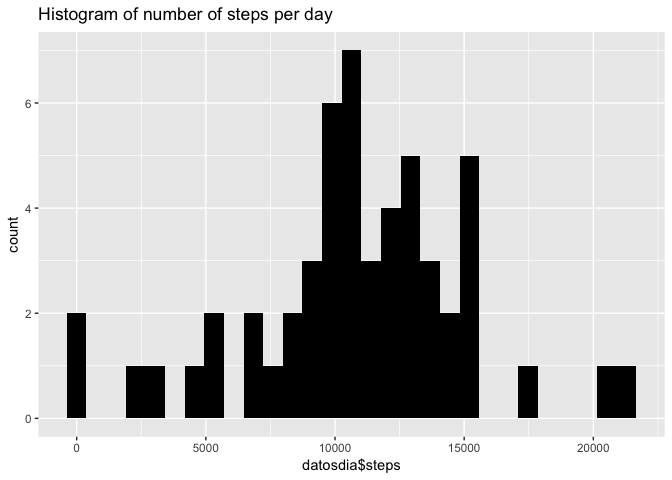 Histogram of number of steps per day
6
4
2
0
count
0 5000 10000 15000 20000
datosdia$steps